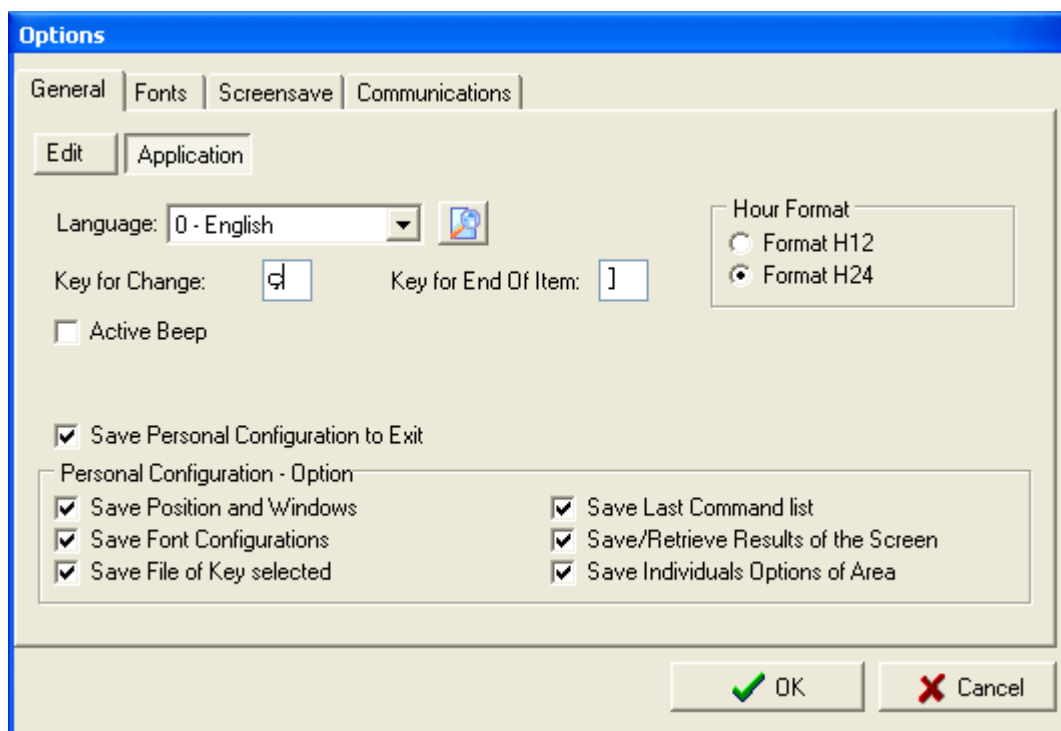 Options
General Fonts Screensave Communications
Edit Application
Language: 0 - English
Hour Format
Format H12
Format H24
Key for Change: ç Key for End Of Item: ]
Active Beep
Save Personal Configuration to Exit
Personal Configuration - Option
Save Position and Windows Save Last Command list
Save Font Configurations Save/Retrieve Results of the Screen
Save File of Key selected Save Individuals Options of Area
OK Cancel